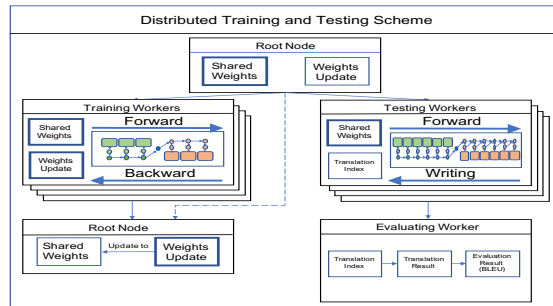 Distributed Training and Testing Scheme
Root Node
Shared
Weights
Weights
Update
Training Workers
Shared
Weights
Weights
Update
Forward
Backward
Testing Workers
Shared
Weights
Translation
Index
Forward
Writing
Root Node
Shared
Weights
Update to
Weights
Update
Evaluating Worker
Translation
Index
Translation
Result
Evaluation
Result
(BLEU)